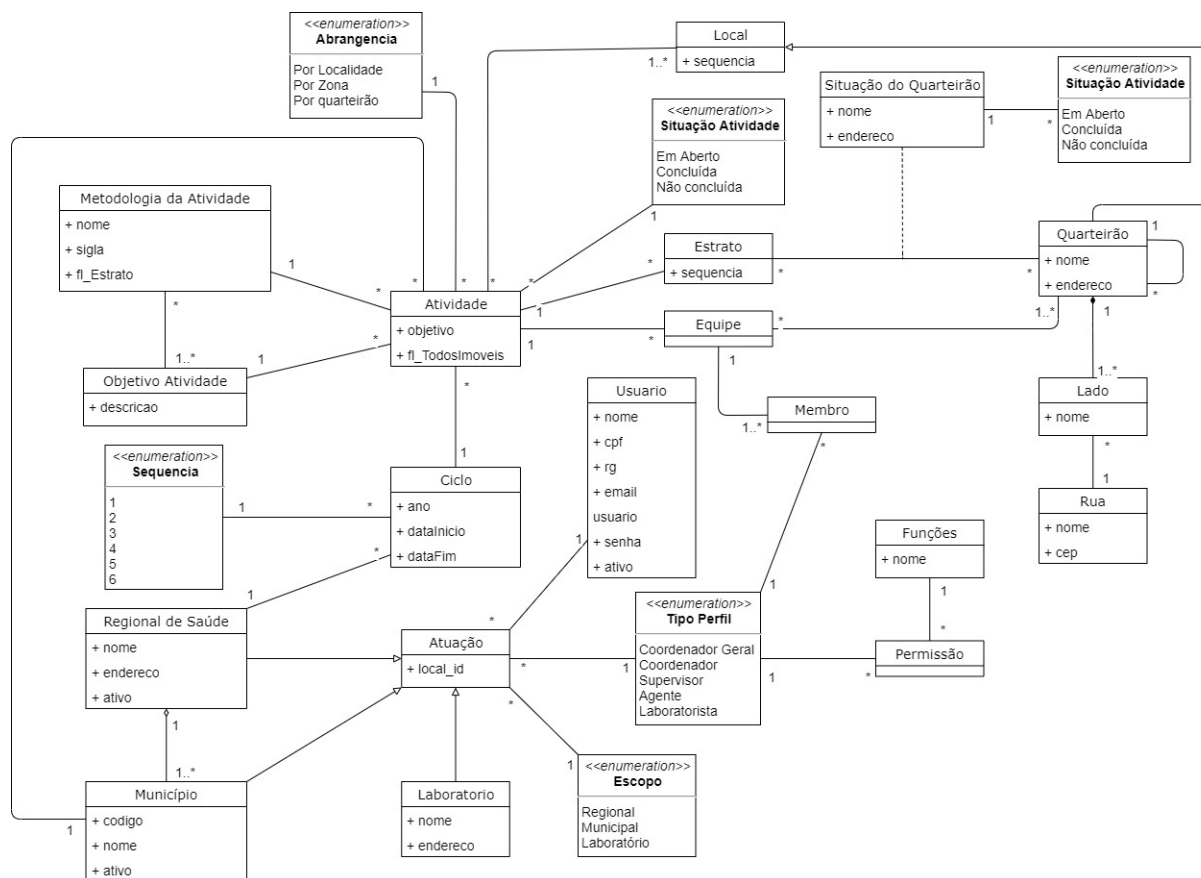 <<enumeration>>
Abrangencia
Por Localidade
Por Zona
Por quarteirão
1
*
Local
+ sequencia
1..*
*
<<enumeration>>
Situação Atividade
Em Aberto
Concluída
Não concluída
1
*
Situação do Quarteirão
+ nome
+ endereco
1
*
<<enumeration>>
Situação Atividade
Em Aberto
Concluída
Não concluída
Metodologia da Atividade
+ nome
+ sigla
+ fl_Estrato
1
*
*
1..*
Estrato
+ sequencia
*
1
*
*
Quarteirão
+ nome
+ endereco
1
*
1..*
*
1
1..*
Atividade
+ objetivo
+ fl_TodosImoveis
*
Equipe
1
*
1
1..*
Objetivo Atividade
+ descricao
1
*
Usuario
+ nome
+ cpf
+ rg
+ email
usuario
+ senha
+ ativo
1
*
Membro
*
1
Lado
+ nome
*
1
Rua
+ nome
+ cep
<<enumeration>>
Sequência
1
2
3
4
5
6
1
*
*
1
Ciclo
+ ano
+ dataInicio
+ dataFim
*
1
Funções
+ nome
1
*
Regional de Saúde
+ nome
+ endereco
+ ativo
1
1..*
Atuação
+ local_id
*
1
<<enumeration>>
Tipo Perfil
Coordenador Geral
Coordenador
Supervisor
Agente
Laboratorista
1
*
Permissão
*
1
<<enumeration>>
Escopo
Regional
Municipal
Laboratório
Município
+ codigo
+ nome
+ ativo
1
Laboratorio
+ nome
+ endereco